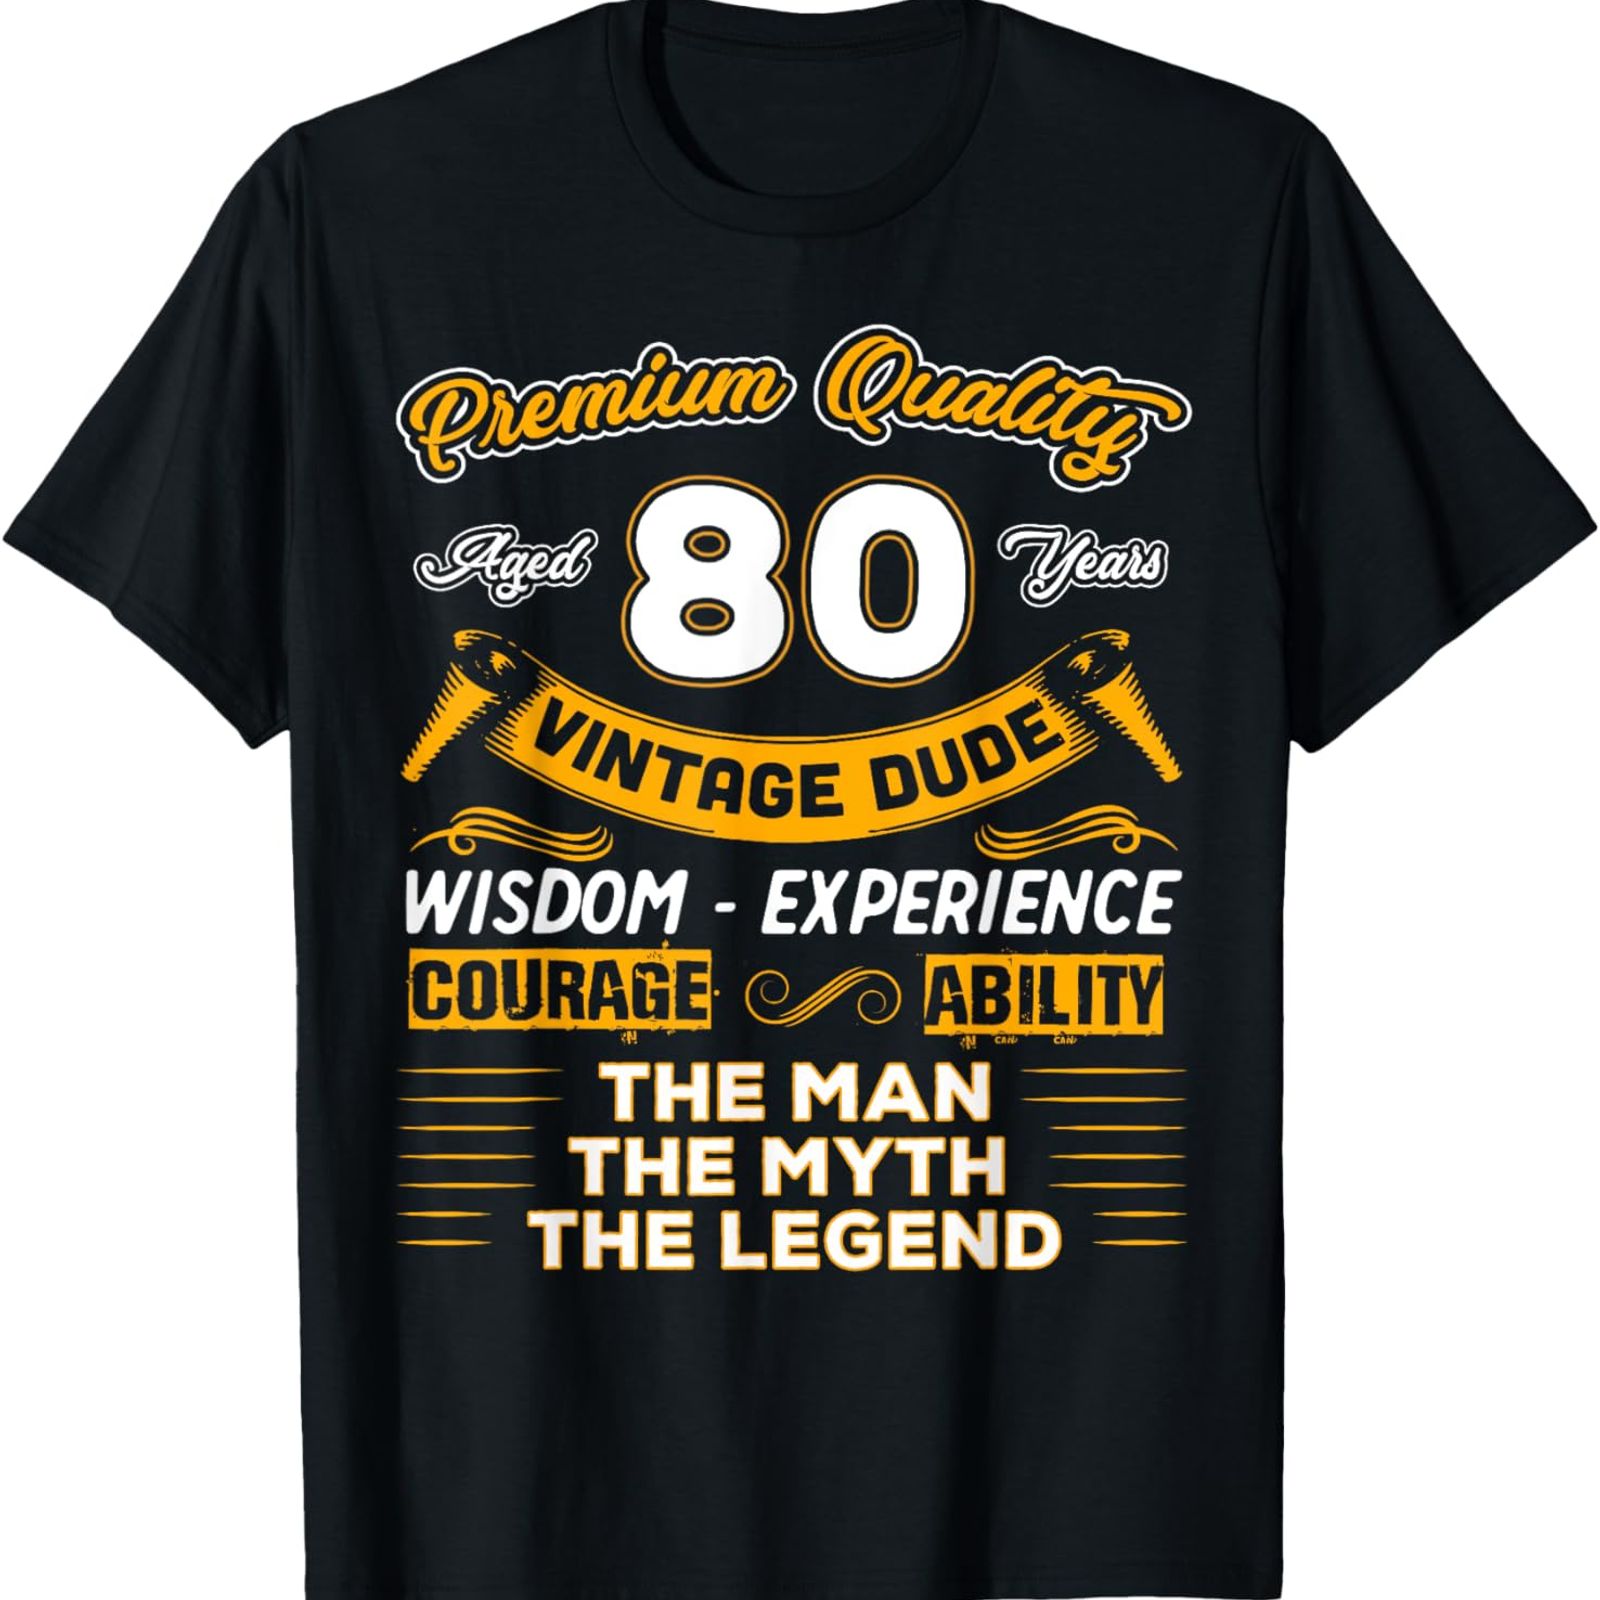 Premium Quality
Aged 80 Years
VINTAGE DUDE
WISDOM - EXPERIENCE
COURAGE ABILITY
THE MAN
THE MYTH
THE LEGEND